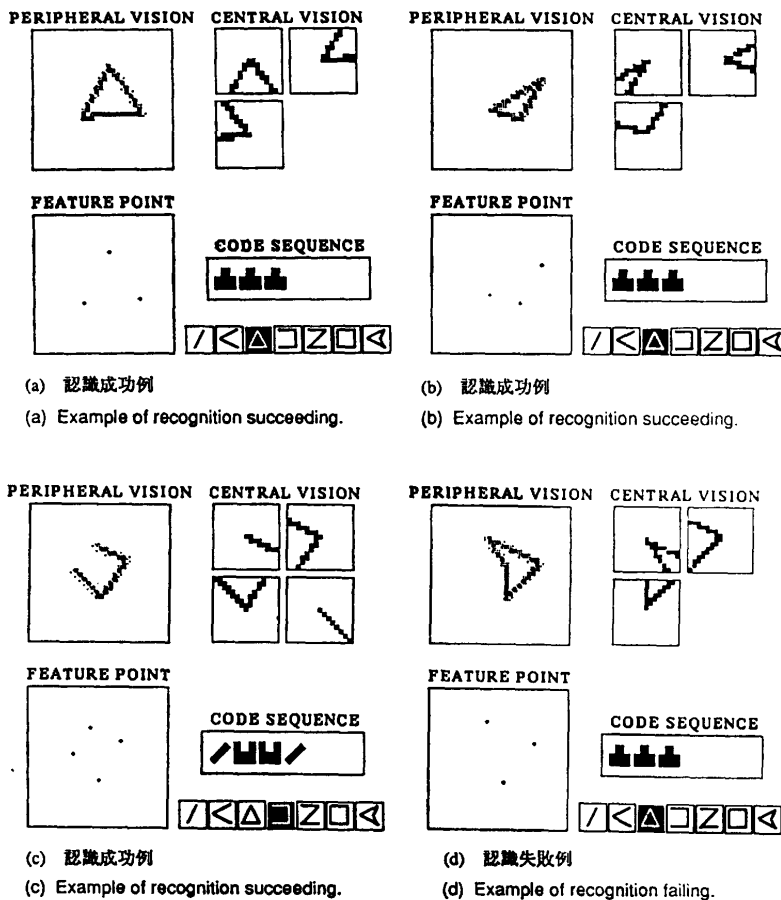 PERIPHERAL VISION CENTRAL VISION
FEATURE POINT
CODE SEQUENCE
(a) 認識成功例
(a) Example of recognition succeeding.
PERIPHERAL VISION CENTRAL VISION
FEATURE POINT
CODE SEQUENCE
(b) 認識成功例
(b) Example of recognition succeeding.
PERIPHERAL VISION CENTRAL VISION
FEATURE POINT
CODE SEQUENCE
(c) 認識成功例
(c) Example of recognition succeeding.
PERIPHERAL VISION CENTRAL VISION
FEATURE POINT
CODE SEQUENCE
(d) 認識失敗例
(d) Example of recognition failing.